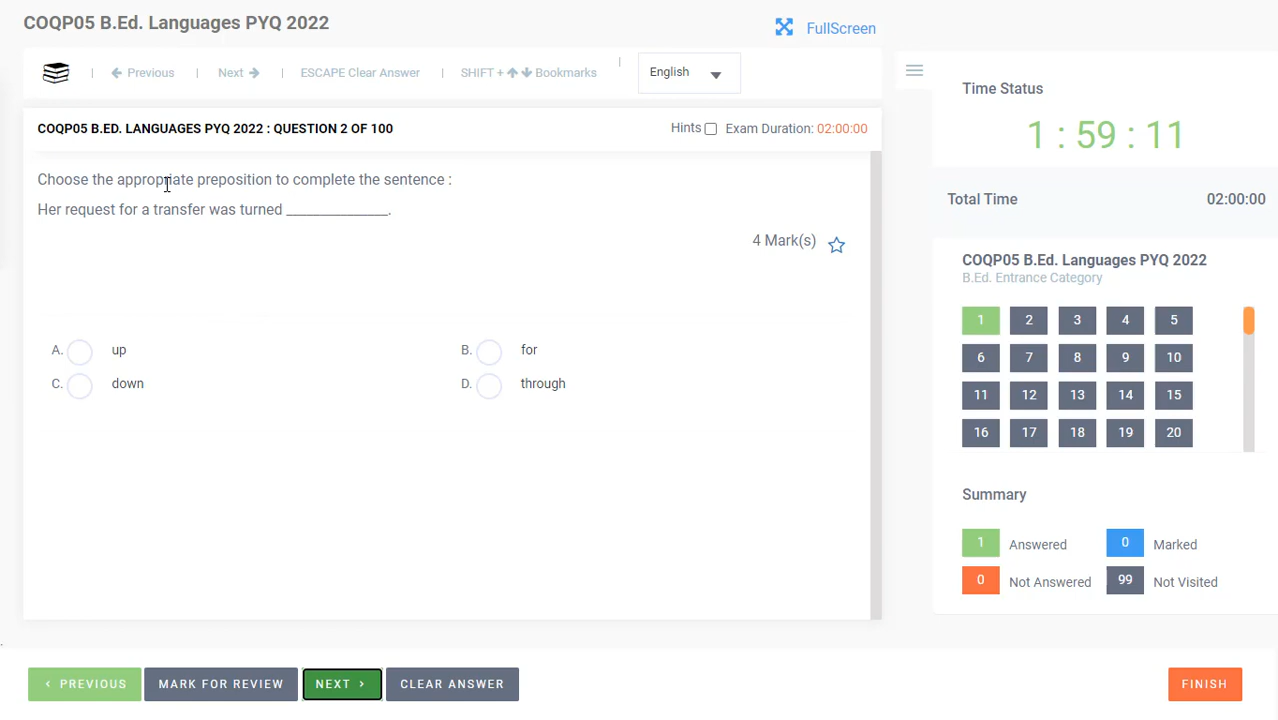 COQP05 B.Ed. Languages PYQ 2022
FullScreen
| Previous | Next | ESCAPE Clear Answer | SHIFT + Bookmarks | English
Time Status
1 : 59 : 11
COQP05 B.ED. LANGUAGES PYQ 2022 : QUESTION 2 OF 100
Hints Exam Duration: 02:00:00
Total Time 02:00:00
Choose the appropriate preposition to complete the sentence :
Her request for a transfer was turned _____________.
4 Mark(s)
A. up
B. for
C. down
D. through
COQP05 B.Ed. Languages PYQ 2022
B.Ed. Entrance Category
1 2 3 4 5
6 7 8 9 10
11 12 13 14 15
16 17 18 19 20
Summary
1 Answered 0 Marked
0 Not Answered 99 Not Visited
‹ PREVIOUS MARK FOR REVIEW NEXT › CLEAR ANSWER FINISH